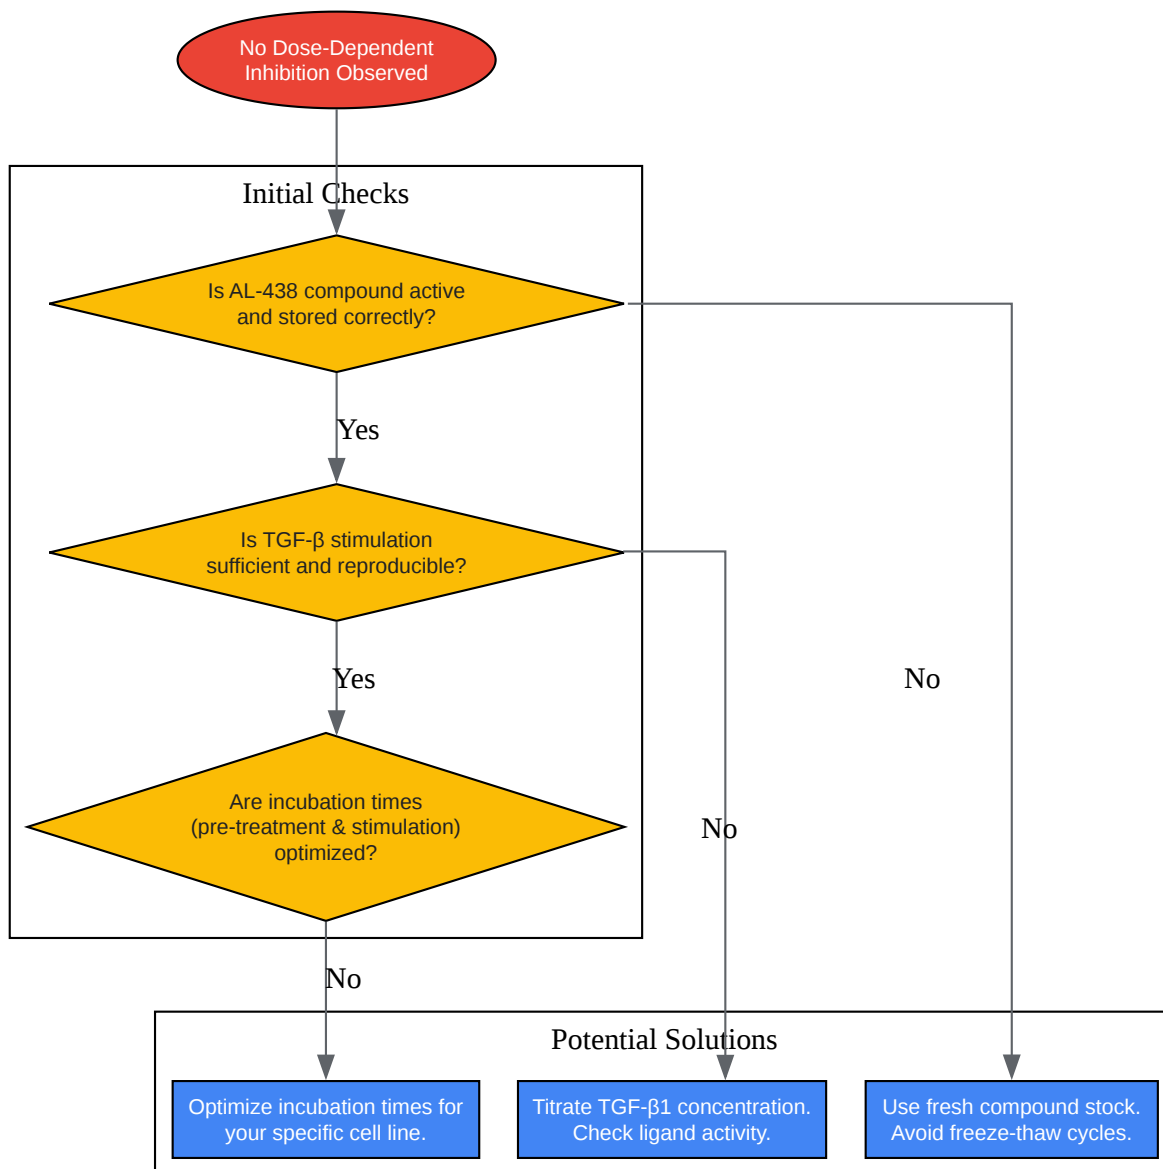 No Dose-Dependent
Inhibition Observed
Initial Checks
Is AL-438 compound active
and stored correctly?
Yes
Is TGF-β stimulation
sufficient and reproducible?
Yes
No
Are incubation times
(pre-treatment & stimulation)
optimized?
No
No
Potential Solutions
Optimize incubation times for
your specific cell line.
Titrate TGF-β1 concentration.
Check ligand activity.
Use fresh compound stock.
Avoid freeze-thaw cycles.